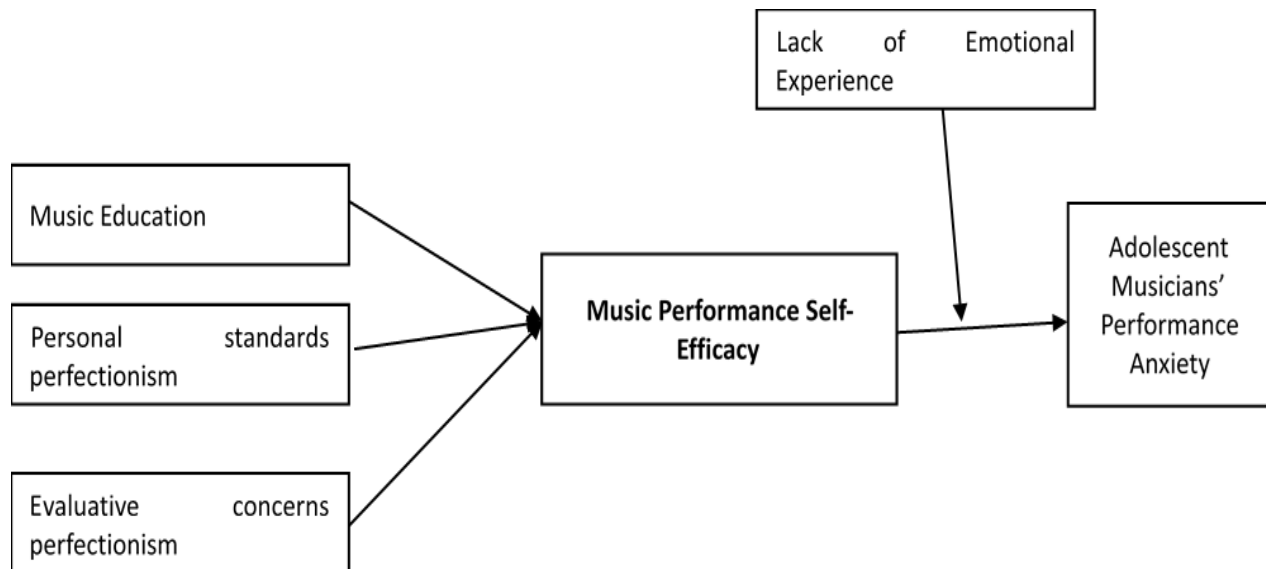 Lack of Emotional
Experience
Music Education
Personal standards
perfectionism
Evaluative concerns
perfectionism
Music Performance Self-
Efficacy
Adolescent
Musicians’
Performance
Anxiety